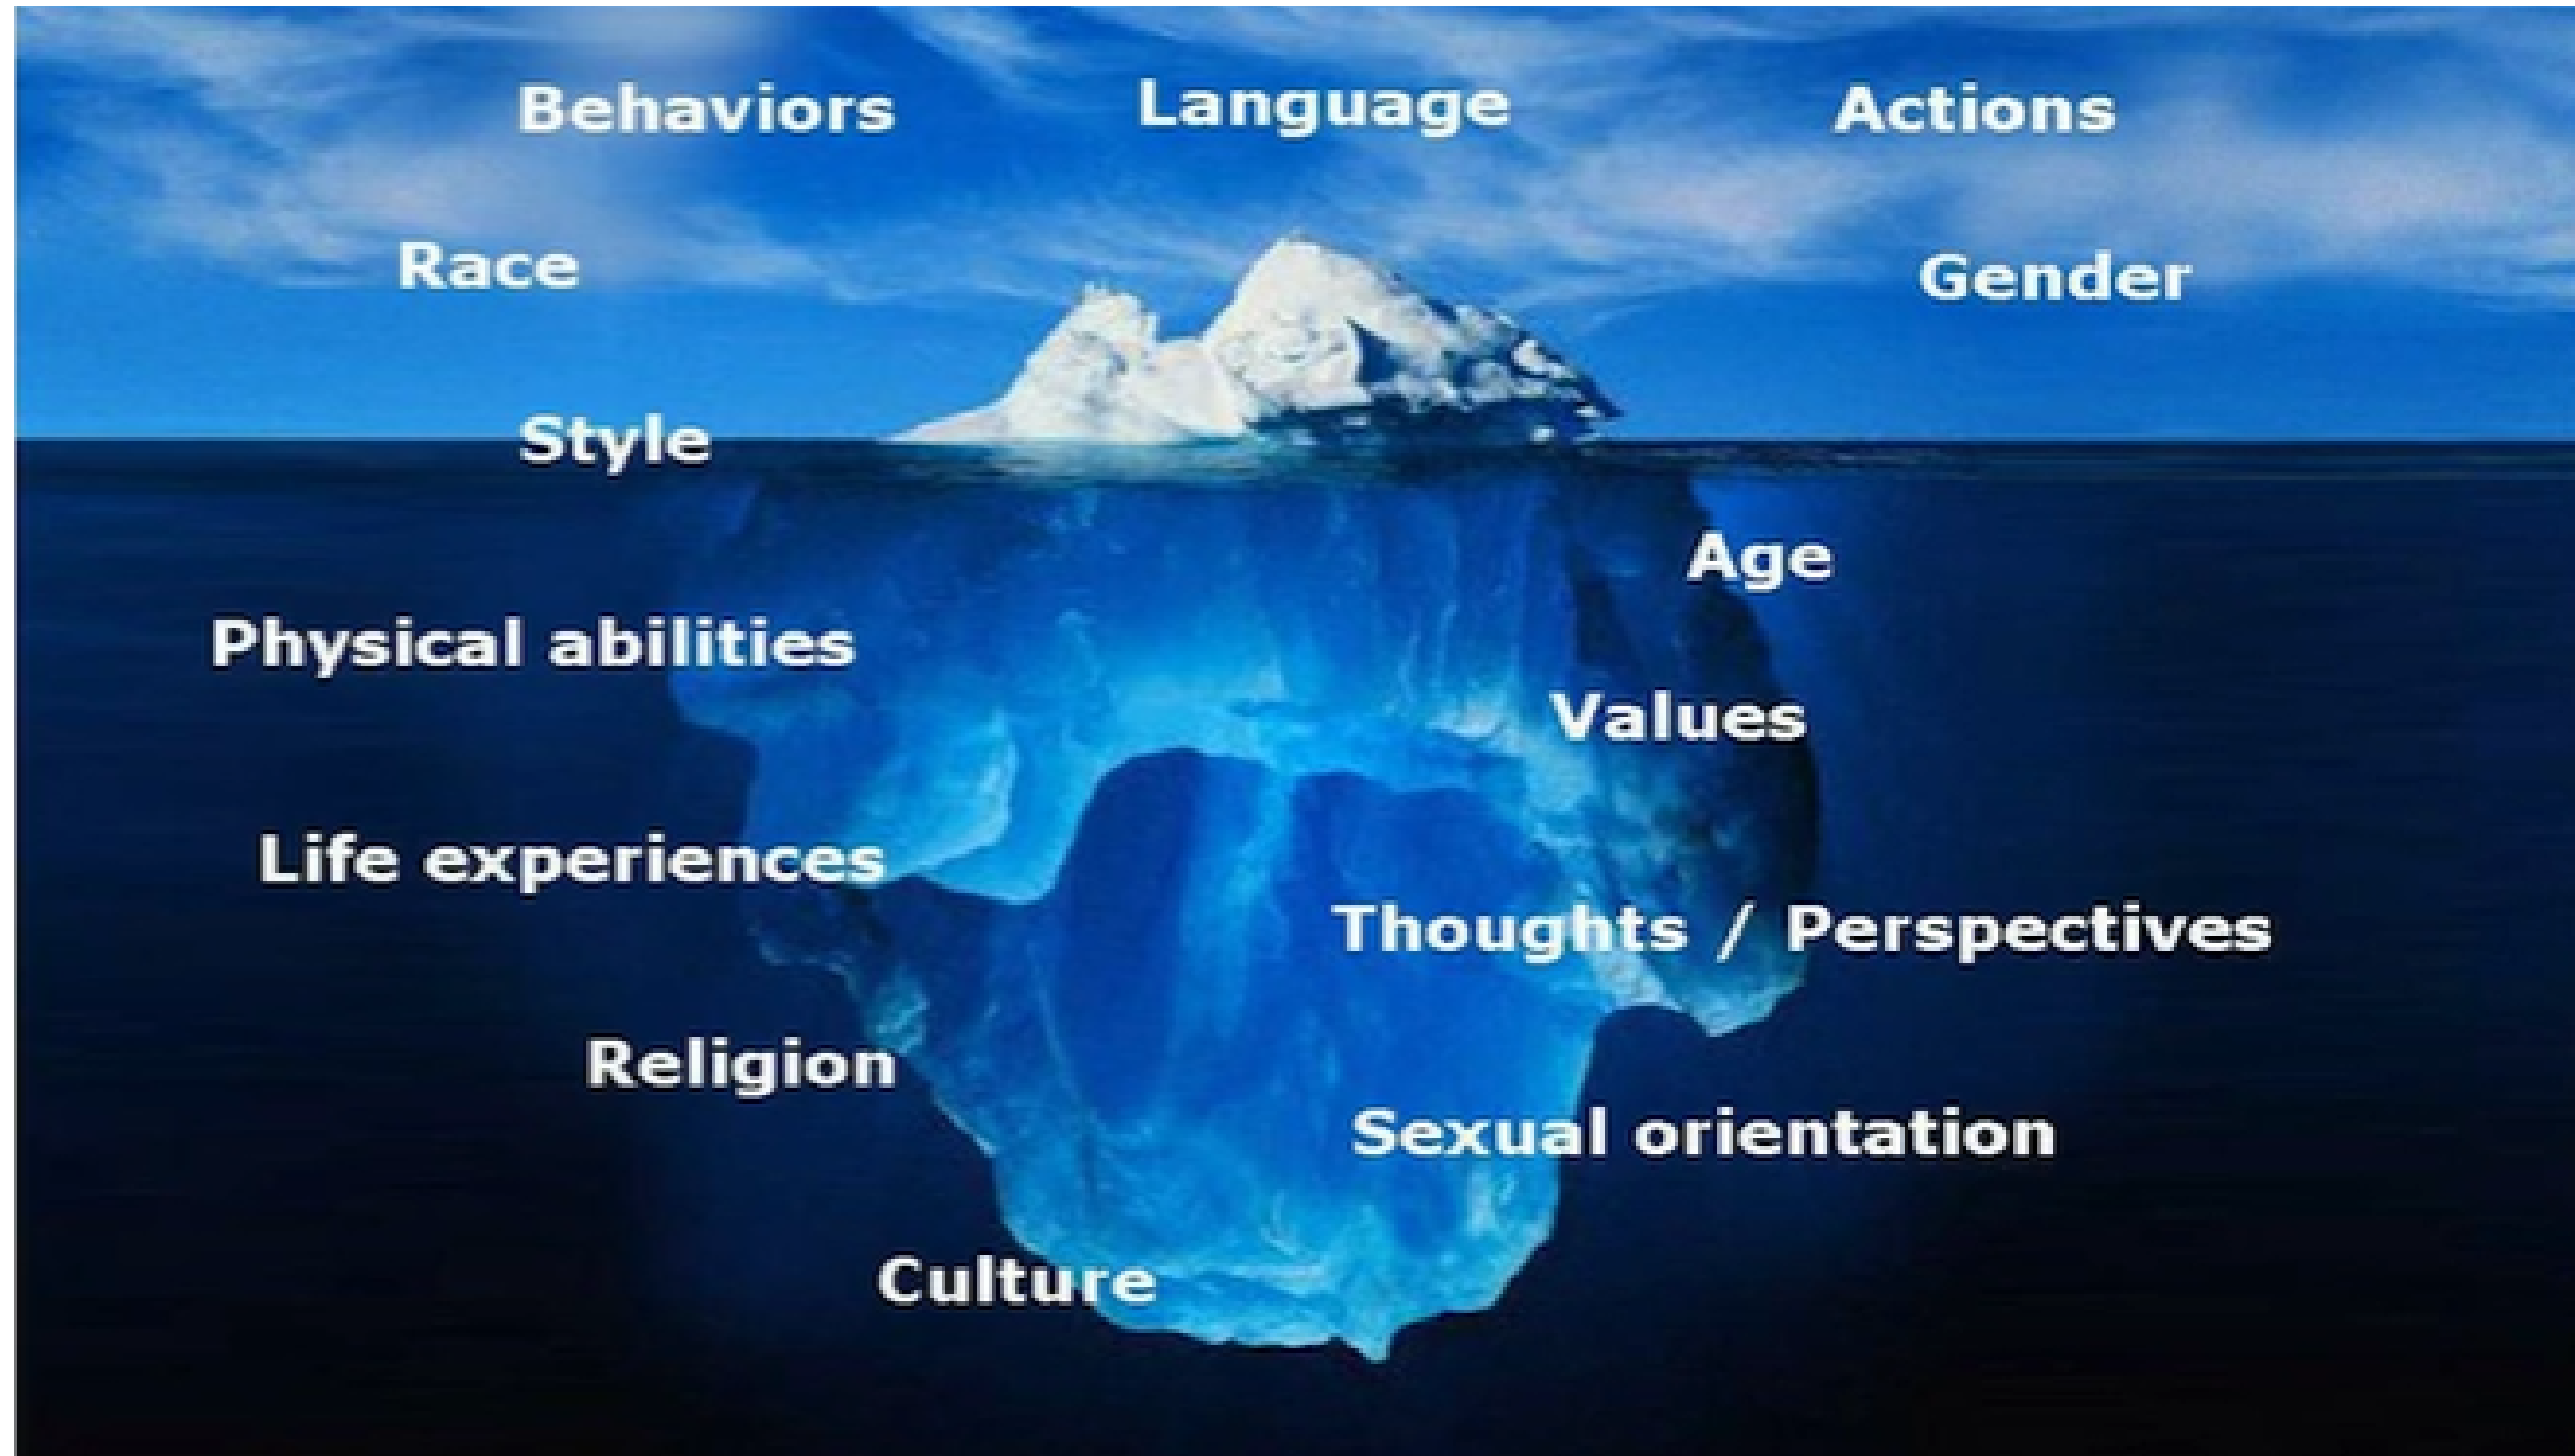 Behaviors
Language
Actions
Race
Gender
Style
Age
Physical abilities
Values
Life experiences
Thoughts / Perspectives
Religion
Sexual orientation
Culture